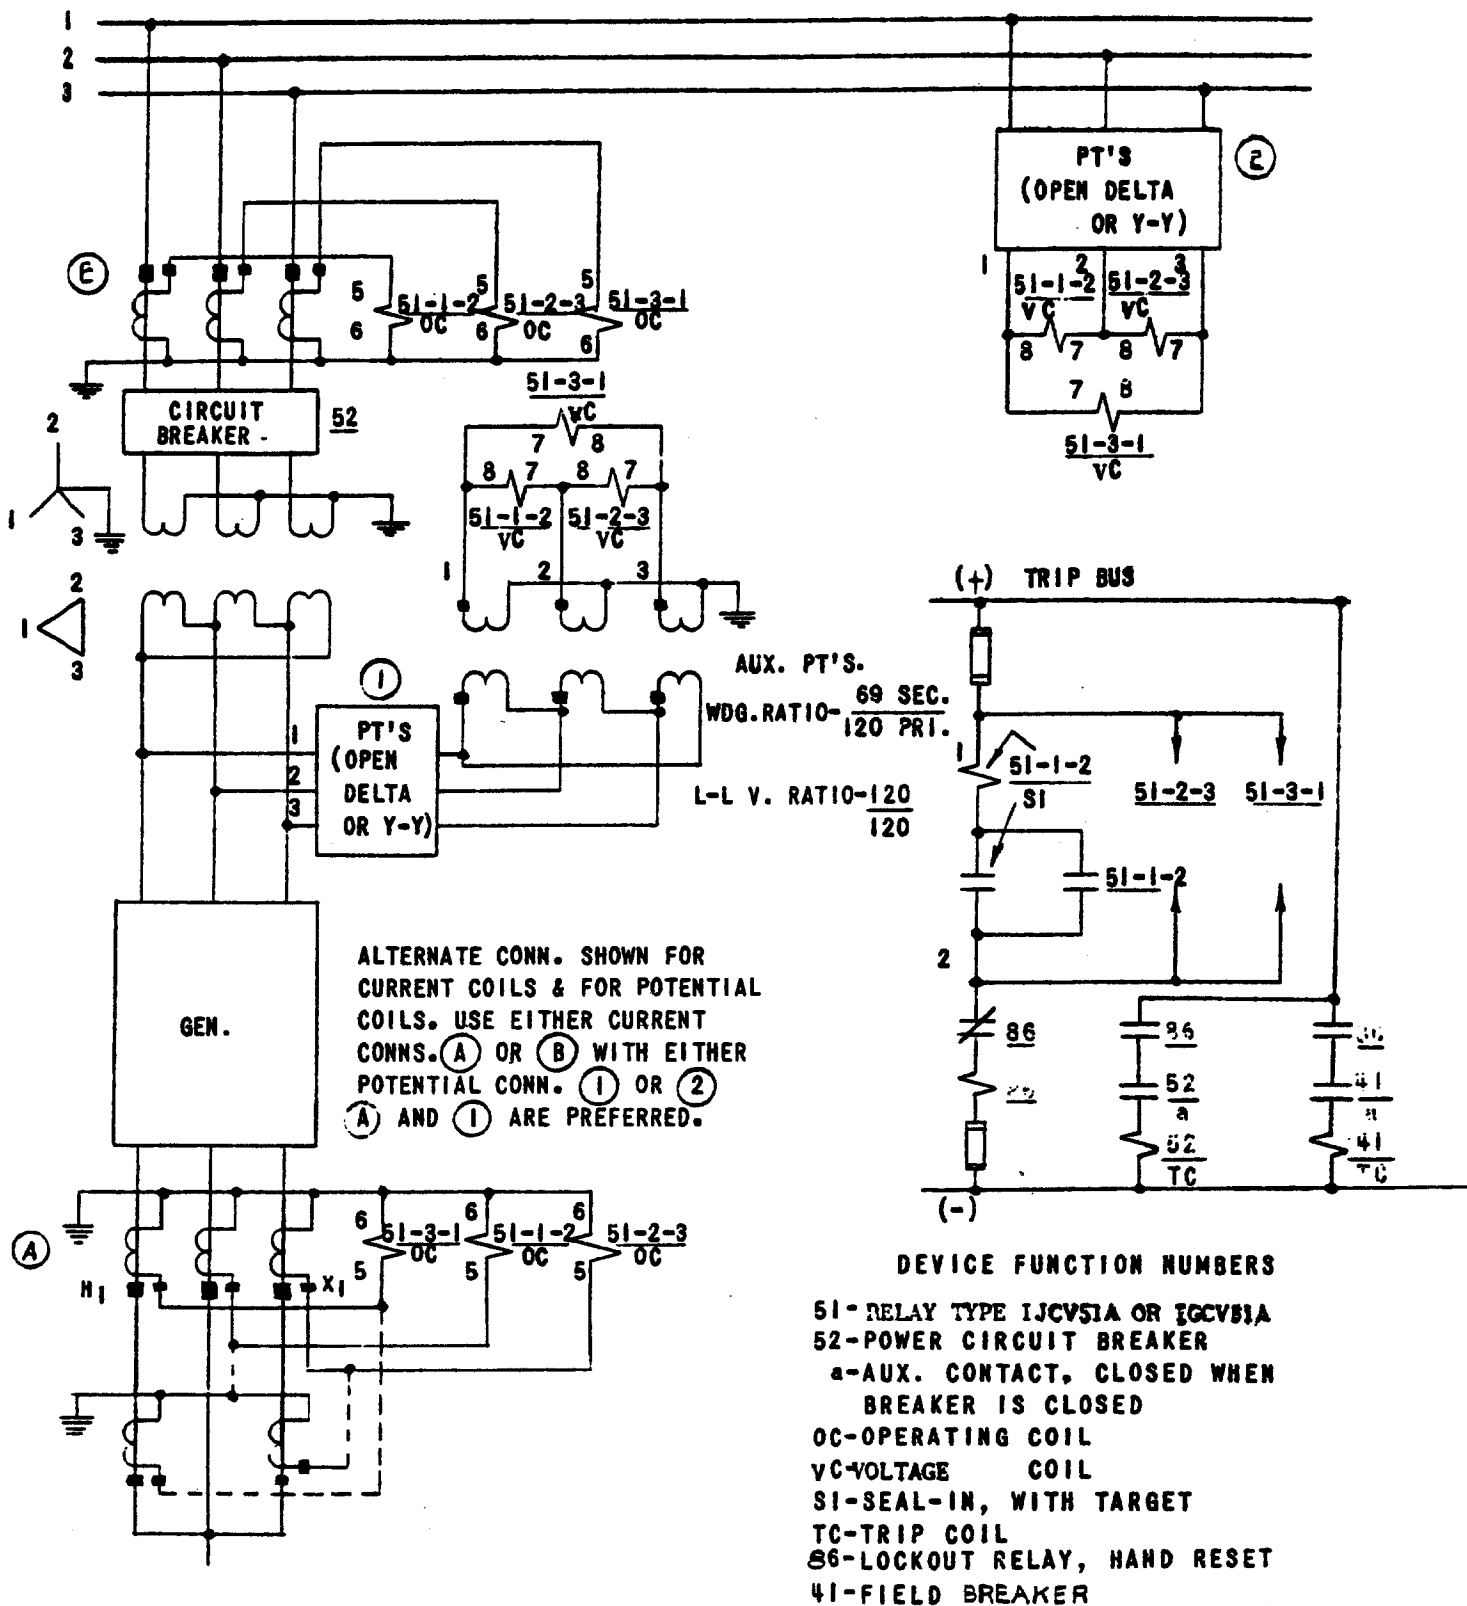 1
2
3
PT'S
(OPEN DELTA
OR Y-Y)
2
1
2
3
51-1-2
VC
51-2-3
VC
8 7 8 7
7 8
51-3-1
VC
E
5
6
51-1-2
OC
5
6
51-2-3
OC
5
6
51-3-1
OC
CIRCUIT
BREAKER -
52
2
1
3
51-3-1
VC
7 8
8 7 8 7
51-1-2
VC
51-2-3
VC
1 2 3
2
1
3
AUX. PT'S.
WDG. RATIO- 69 SEC.
120 PRI.
L-L V. RATIO-120
120
1
PT'S
(OPEN
DELTA
OR Y-Y)
1
2
3
GEN.
ALTERNATE CONN. SHOWN FOR
CURRENT COILS & FOR POTENTIAL
COILS. USE EITHER CURRENT
CONNS. A OR B WITH EITHER
POTENTIAL CONN. 1 OR 2
A AND 1 ARE PREFERRED.
A
H1
X1
6
5
51-3-1
OC
6
5
51-1-2
OC
6
5
51-2-3
OC
(+) TRIP BUS
1
51-1-2
SI
51-2-3
51-3-1
51-1-2
2
86
86
52
a
52
TC
41
a
41
TC
(-)
DEVICE FUNCTION NUMBERS
51- RELAY TYPE IJCV51A OR IGCV51A
52-POWER CIRCUIT BREAKER
a-AUX. CONTACT, CLOSED WHEN
BREAKER IS CLOSED
OC-OPERATING COIL
VC-VOLTAGE COIL
SI-SEAL-IN, WITH TARGET
TC-TRIP COIL
86-LOCKOUT RELAY, HAND RESET
41-FIELD BREAKER